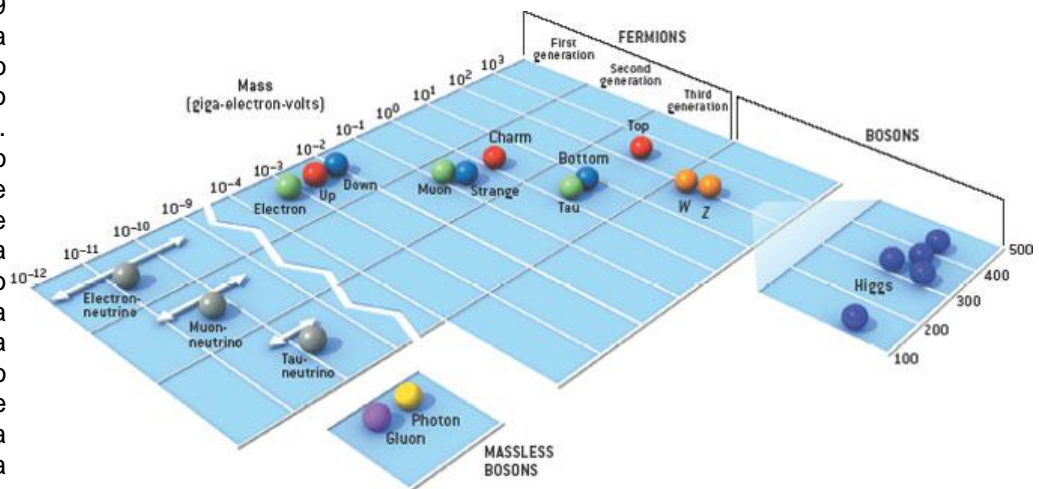 g
a
o
o
.
o
e
e
a
o
a
a
o
e
a
a
FERMIONS
First
generation
Second
generation
Third
generation
BOSONS
Mass
(giga-electron-volts)
10³
10²
10¹
10⁰
10⁻¹
10⁻²
10⁻³
10⁻⁴
10⁻⁹
10⁻¹⁰
10⁻¹¹
10⁻¹²
Top
Charm
Bottom
Down
Up
Electron
Muon
Strange
Tau
W
Z
Electron-
neutrino
Muon-
neutrino
Tau-
neutrino
Higgs
500
400
300
200
100
Photon
Gluon
MASSLESS
BOSONS